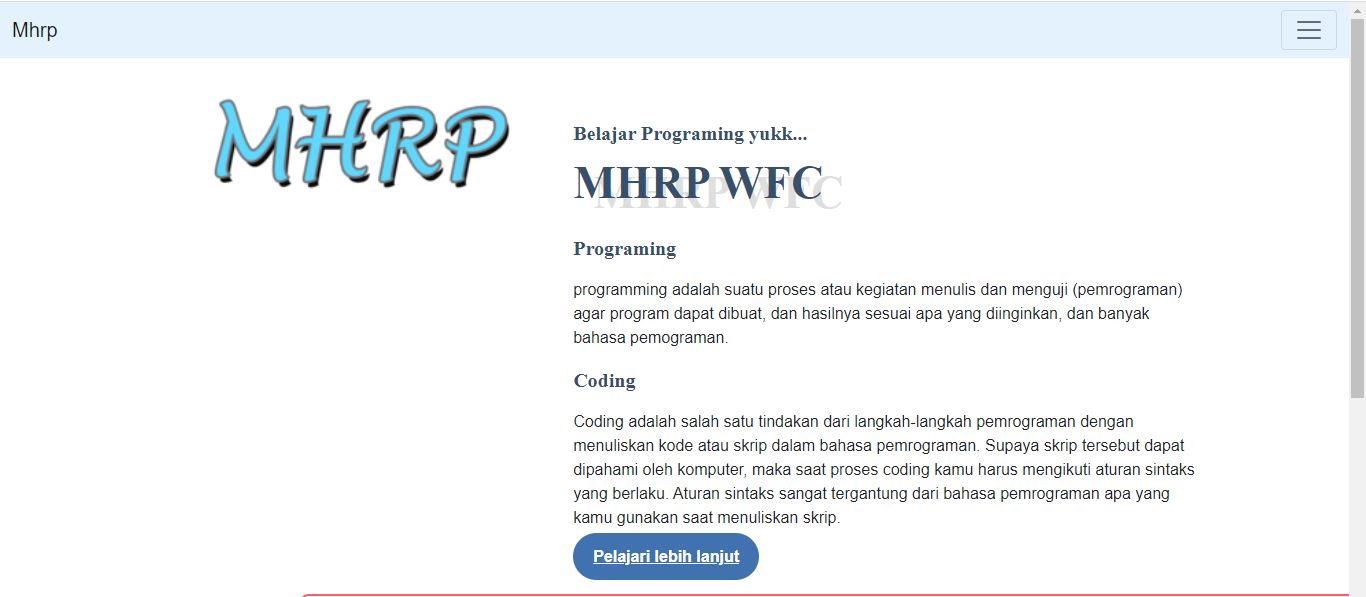 Mhrp
MHRP
Belajar Programing yukk...
MHRP WFC
Programing
programming adalah suatu proses atau kegiatan menulis dan menguji (pemrograman)
agar program dapat dibuat, dan hasilnya sesuai apa yang diinginkan, dan banyak
bahasa pemograman.
Coding
Coding adalah salah satu tindakan dari langkah-langkah pemrograman dengan
menuliskan kode atau skrip dalam bahasa pemrograman. Supaya skrip tersebut dapat
dipahami oleh komputer, maka saat proses coding kamu harus mengikuti aturan sintaks
yang berlaku. Aturan sintaks sangat tergantung dari bahasa pemrograman apa yang
kamu gunakan saat menuliskan skrip.
Pelajari lebih lanjut